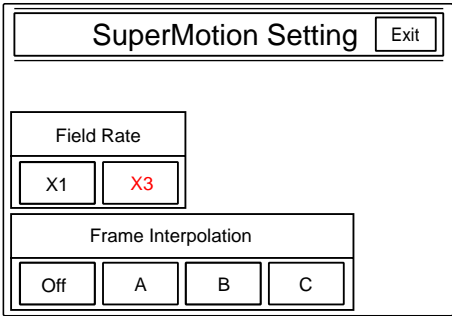 SuperMotion Setting Exit
Field Rate
X1 X3
Frame Interpolation
Off A B C